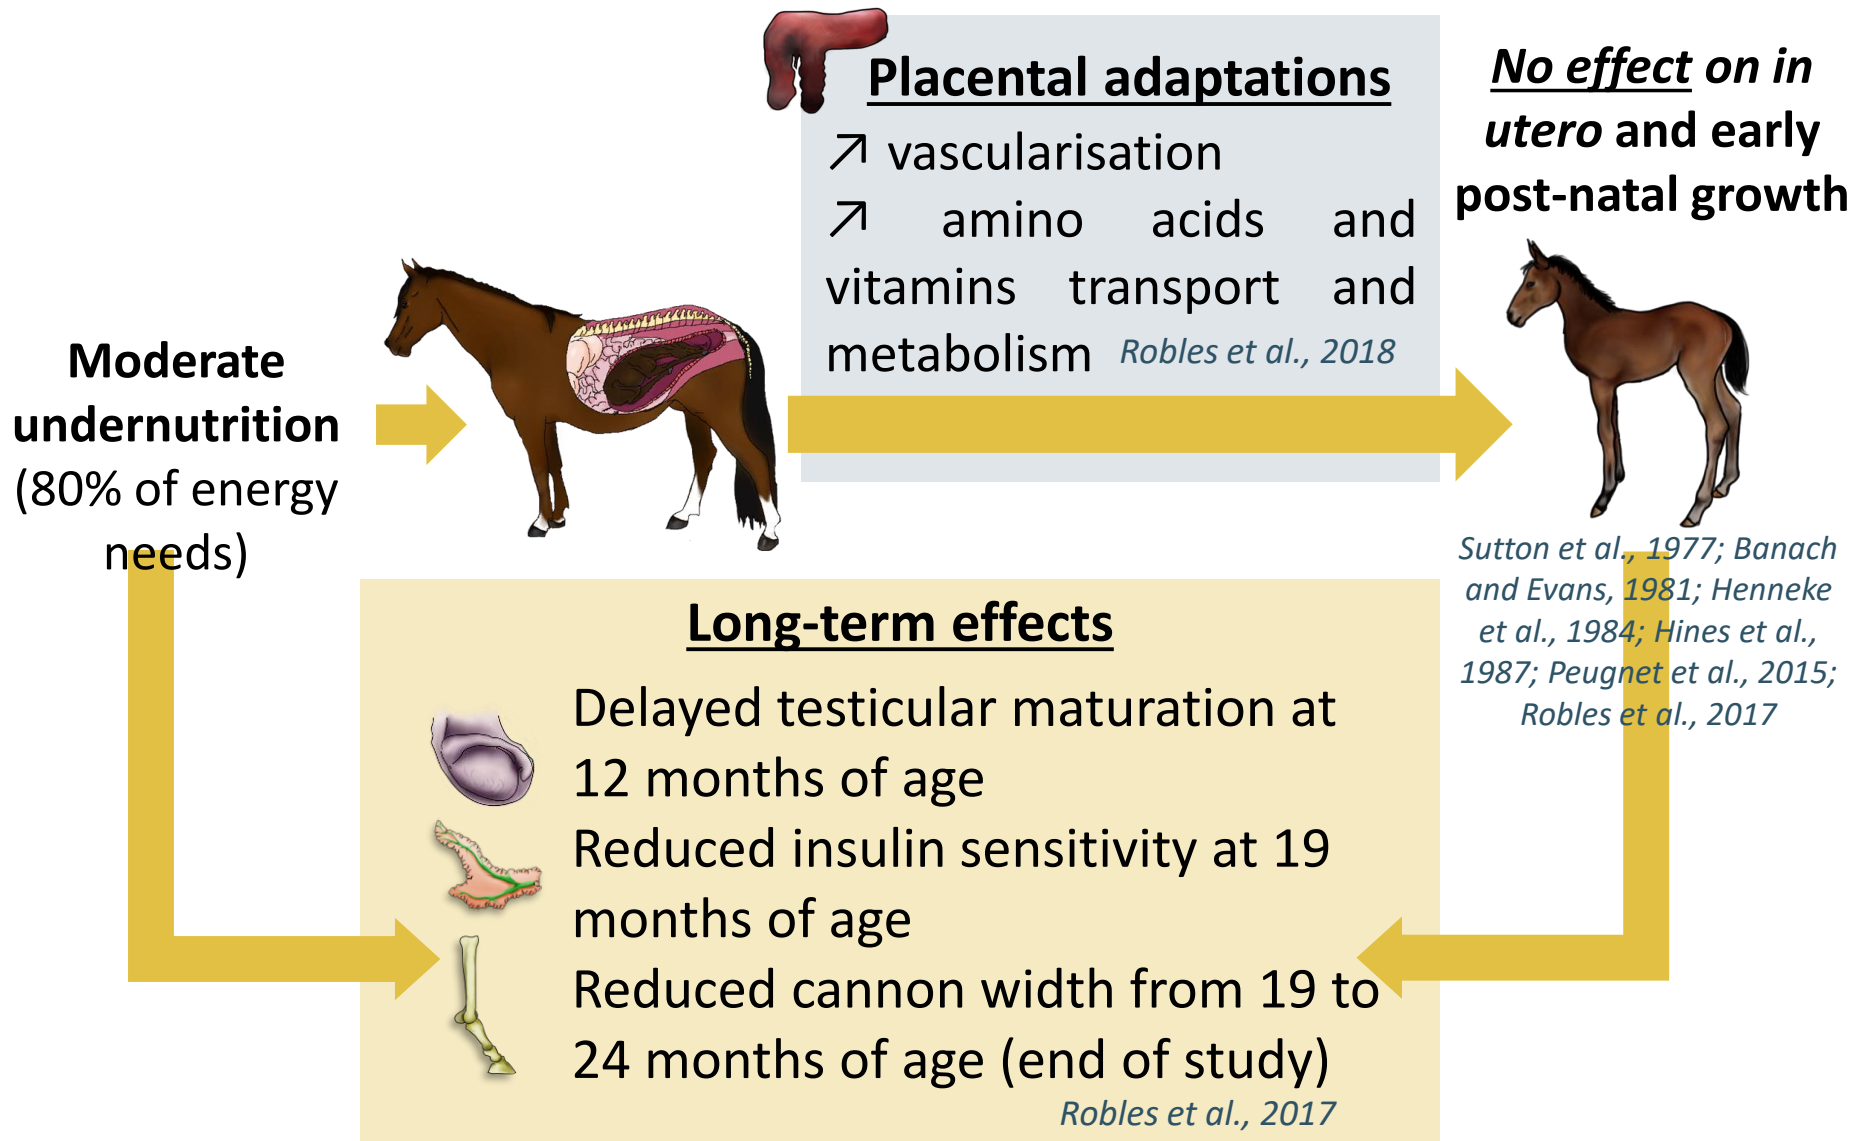 Moderate
undernutrition
(80% of energy
needs)
Placental adaptations
↗ vascularisation
↗ amino acids and
vitamins transport and
metabolism Robles et al., 2018
No effect on in
utero and early
post-natal growth
Sutton et al., 1977; Banach
and Evans, 1981; Henneke
et al., 1984; Hines et al.,
1987; Peugnet et al., 2015;
Robles et al., 2017
Long-term effects
Delayed testicular maturation at
12 months of age
Reduced insulin sensitivity at 19
months of age
Reduced cannon width from 19 to
24 months of age (end of study)
Robles et al., 2017